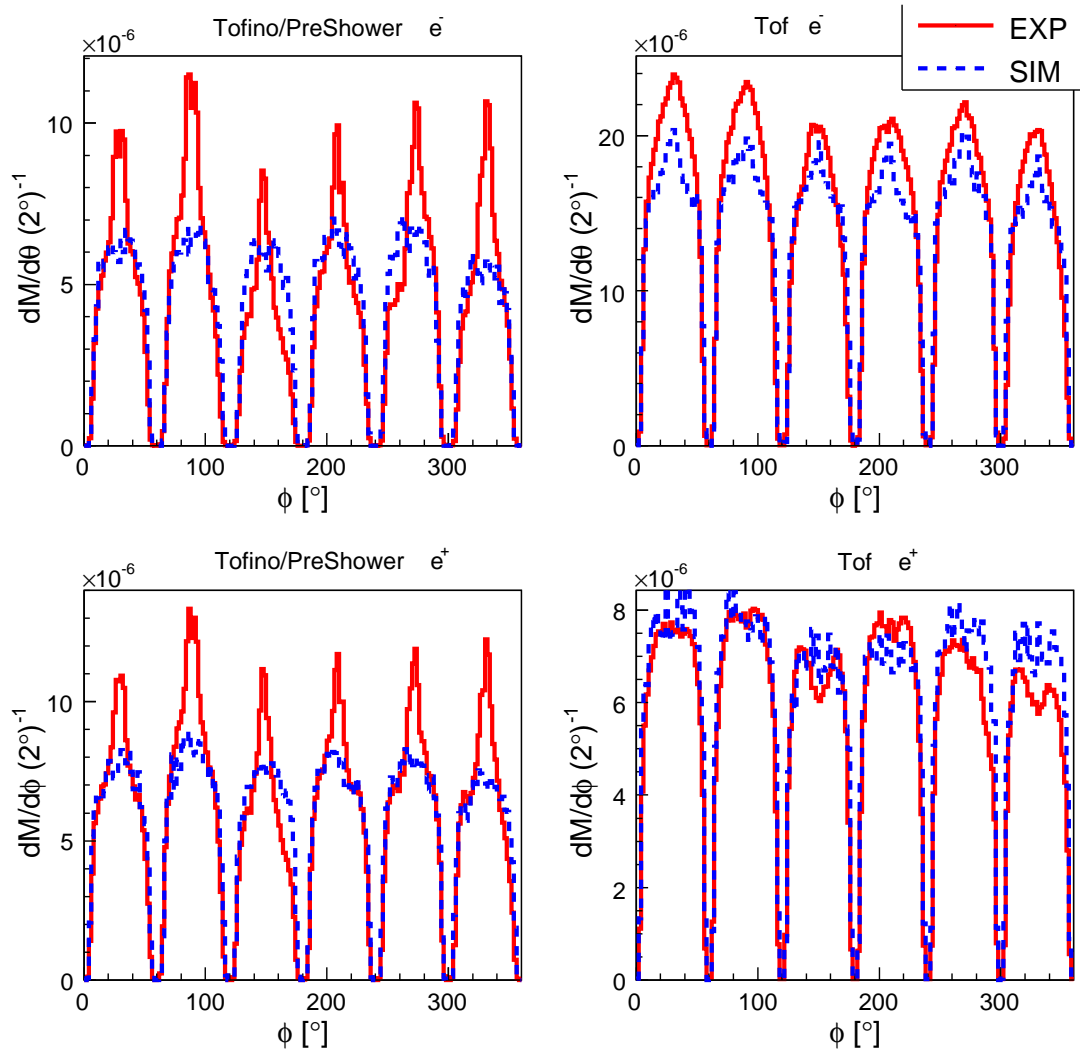 Tofino/PreShower e⁻
×10⁻⁶
dM/dθ (2°)⁻¹
10
5
0
0 100 200 300
ϕ [°]
Tof e⁻
×10⁻⁶
EXP
SIM
dM/dθ (2°)⁻¹
20
10
0
0 100 200 300
ϕ [°]
Tofino/PreShower e⁺
×10⁻⁶
dM/dϕ (2°)⁻¹
10
5
0
0 100 200 300
ϕ [°]
Tof e⁺
×10⁻⁶
dM/dϕ (2°)⁻¹
8
6
4
2
0
0 100 200 300
ϕ [°]